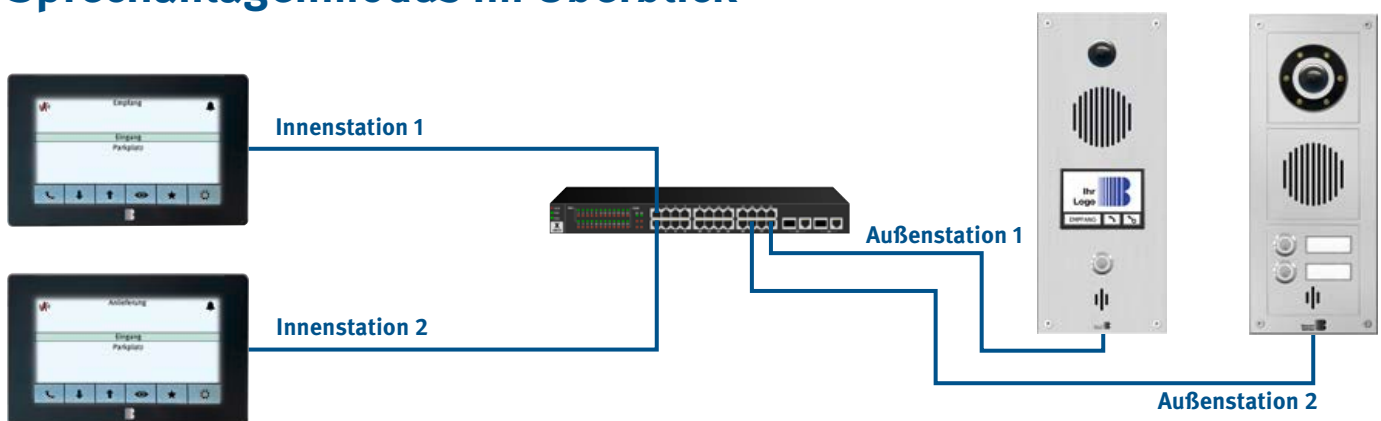 Sprechanlagenmodus im Überblick
Empfang
Eingang
Parkplatz
Innenstation 1
Anlieferung
Eingang
Parkplatz
Innenstation 2
Außenstation 1
Ihr
Logo
EMPFANG
Außenstation 2